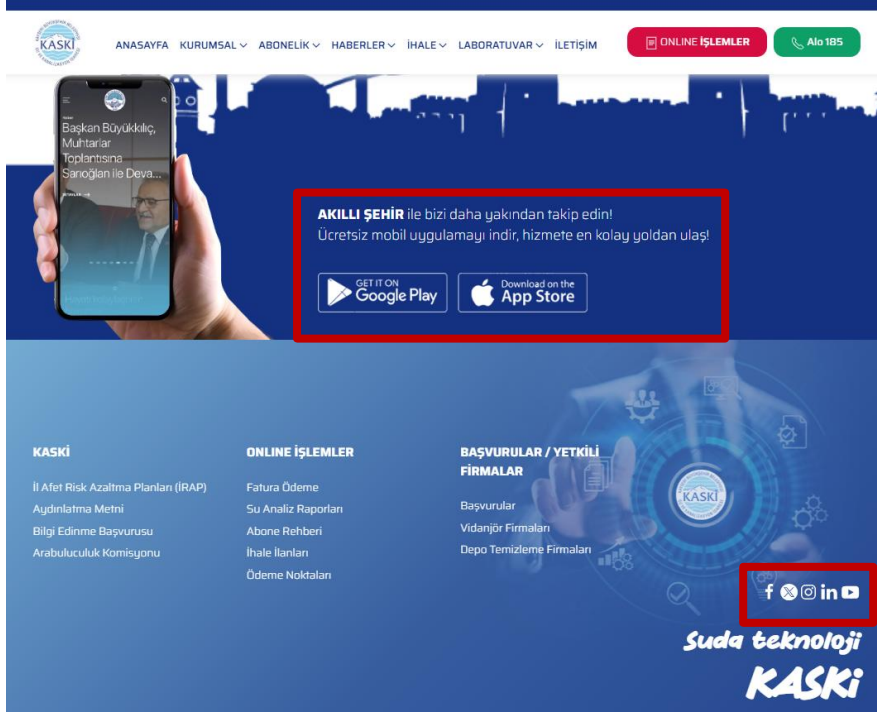 KASKİ
ANASAYFA KURUMSAL ABONELİK HABERLER İHALE LABORATUVAR İLETİŞİM
ONLINE İŞLEMLER
Alo 185
Başkan Büyükkılıç,
Muhtarlar
Toplantısına
Sarıoğlan ile Deva...
AKILLI ŞEHİR ile bizi daha yakından takip edin!
Ücretsiz mobil uygulamayı indir, hizmete en kolay yoldan ulaş!
GET IT ON
Google Play
Download on the
App Store
KASKİ
İl Afet Risk Azaltma Planları (İRAP)
Aydınlatma Metni
Bilgi Edinme Başvurusu
Arabuluculuk Komisyonu
ONLINE İŞLEMLER
Fatura Ödeme
Su Analiz Raporları
Abone Rehberi
İhale İlanları
Ödeme Noktaları
BAŞVURULAR / YETKİLİ
FİRMALAR
Başvurular
Vidanjör Firmaları
Depo Temizleme Firmaları
KASKİ
Suda teknoloji
KASKi